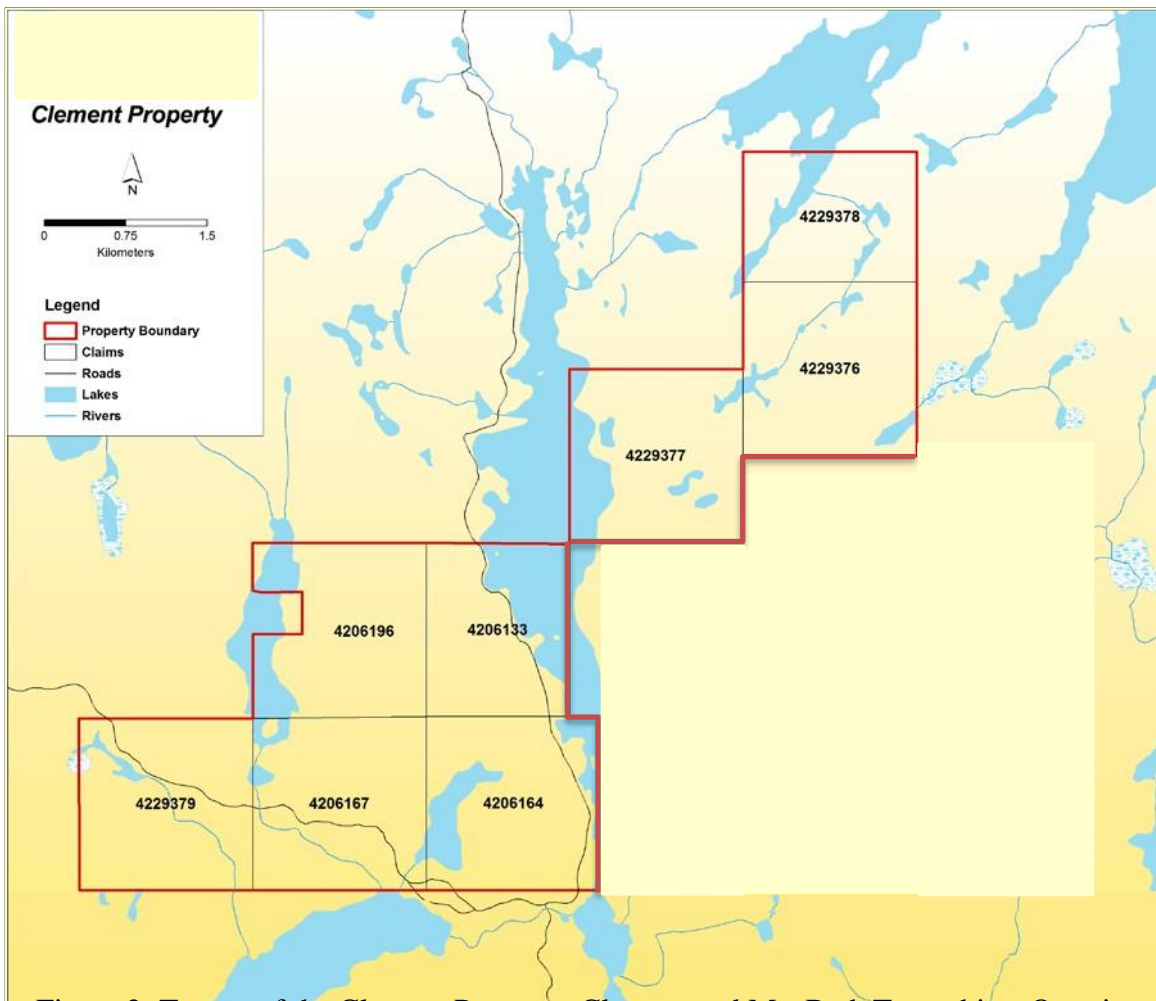 Clement Property
N
0 0.75 1.5
Kilometers
Legend
Property Boundary
Claims
Roads
Lakes
Rivers
4229378
4229376
4229377
4206196
4206133
4229379
4206167
4206164